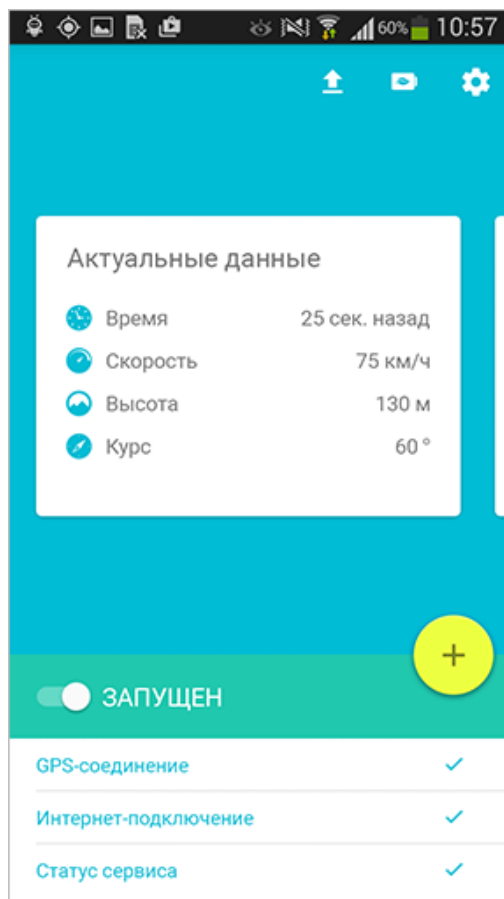 60% 10:57
Актуальные данные
Время 25 сек. назад
Скорость 75 км/ч
Высота 130 м
Курс 60 °
ЗАПУЩЕН
GPS-соединение
Интернет-подключение
Статус сервиса